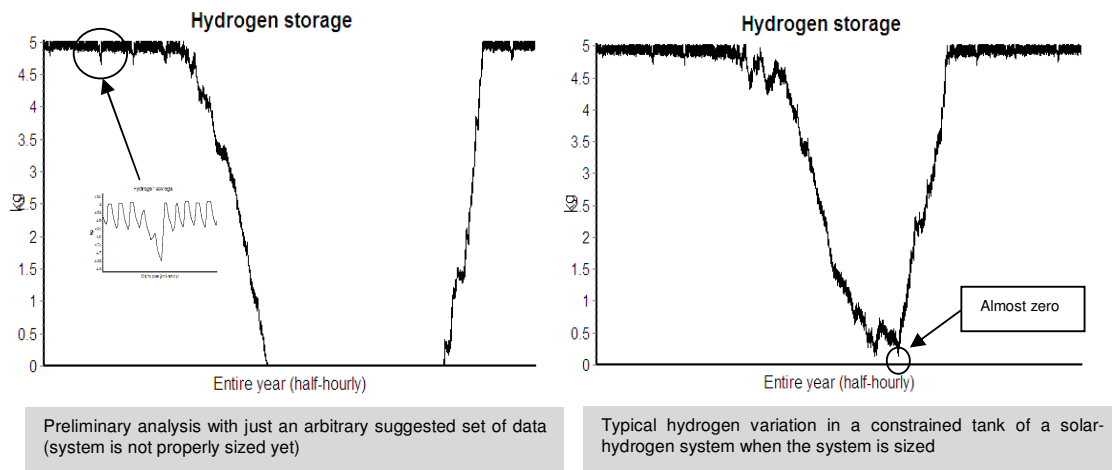 Hydrogen storage
5
4.5
4
3.5
3
2.5
2
1.5
1
0.5
0
kg
Hydrogen storage
Entire year (half-hourly)
Preliminary analysis with just an arbitrary suggested set of data
(system is not properly sized yet)
Hydrogen storage
5
4.5
4
3.5
3
2.5
2
1.5
1
0.5
0
kg
Almost zero
Entire year (half-hourly)
Typical hydrogen variation in a constrained tank of a solar-
hydrogen system when the system is sized